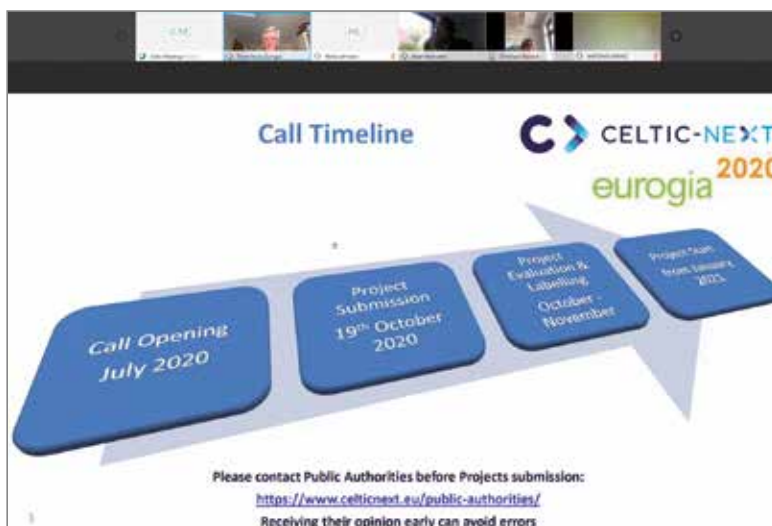 Call Timeline
CELTIC-NEXT
eurogia 2020
Call Opening
July 2020
Project
Submission
19th October
2020
Project
Evaluation &
Labelling
October -
November
Project Start
from January
2021
Please contact Public Authorities before Projects submission:
https://www.celticnext.eu/public-authorities/
Receiving their opinion early can avoid errors